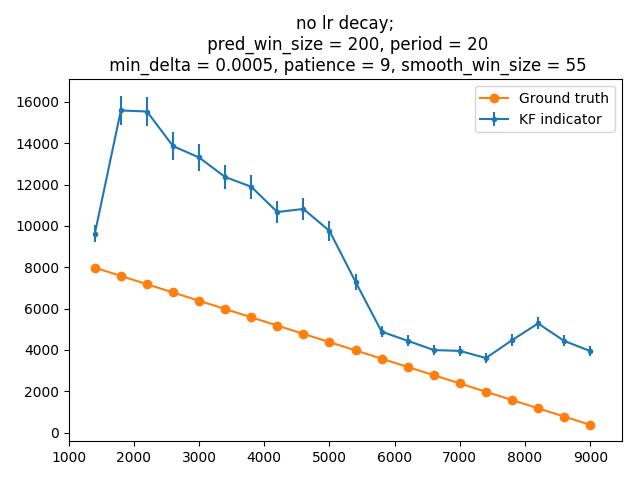 no lr decay;
pred_win_size = 200, period = 20
min_delta = 0.0005, patience = 9, smooth_win_size = 55
Ground truth
KF indicator
16000
14000
12000
10000
8000
6000
4000
2000
0
1000 2000 3000 4000 5000 6000 7000 8000 9000